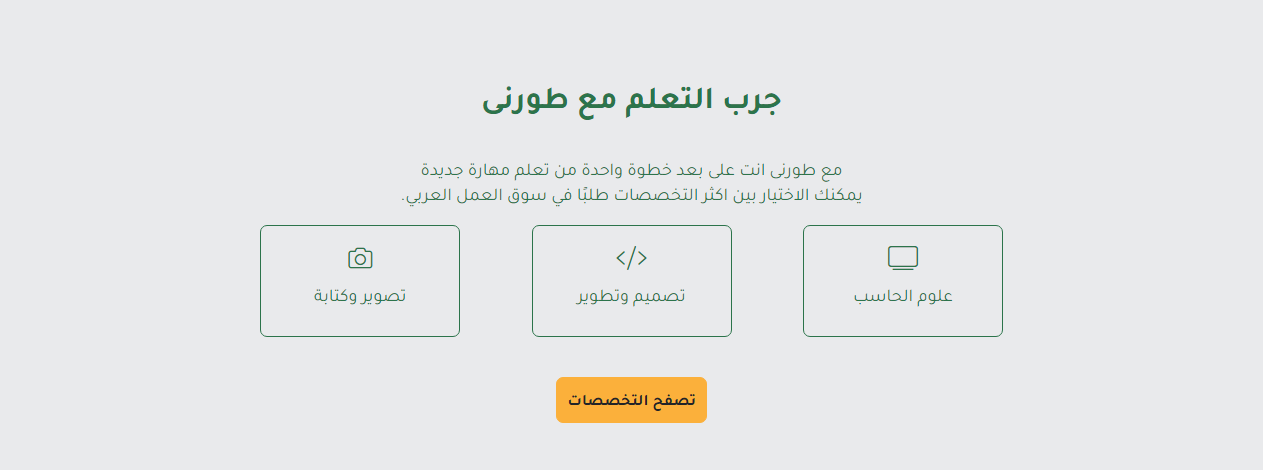 جرب التعلم مع طورنى
مع طورنى انت على بعد خطوة واحدة من تعلم مهارة جديدة
يمكنك الاختيار بين اكثر التخصصات طلبًا في سوق العمل العربي.
علوم الحاسب
تصميم وتطوير
تصوير وكتابة
تصفح التخصصات